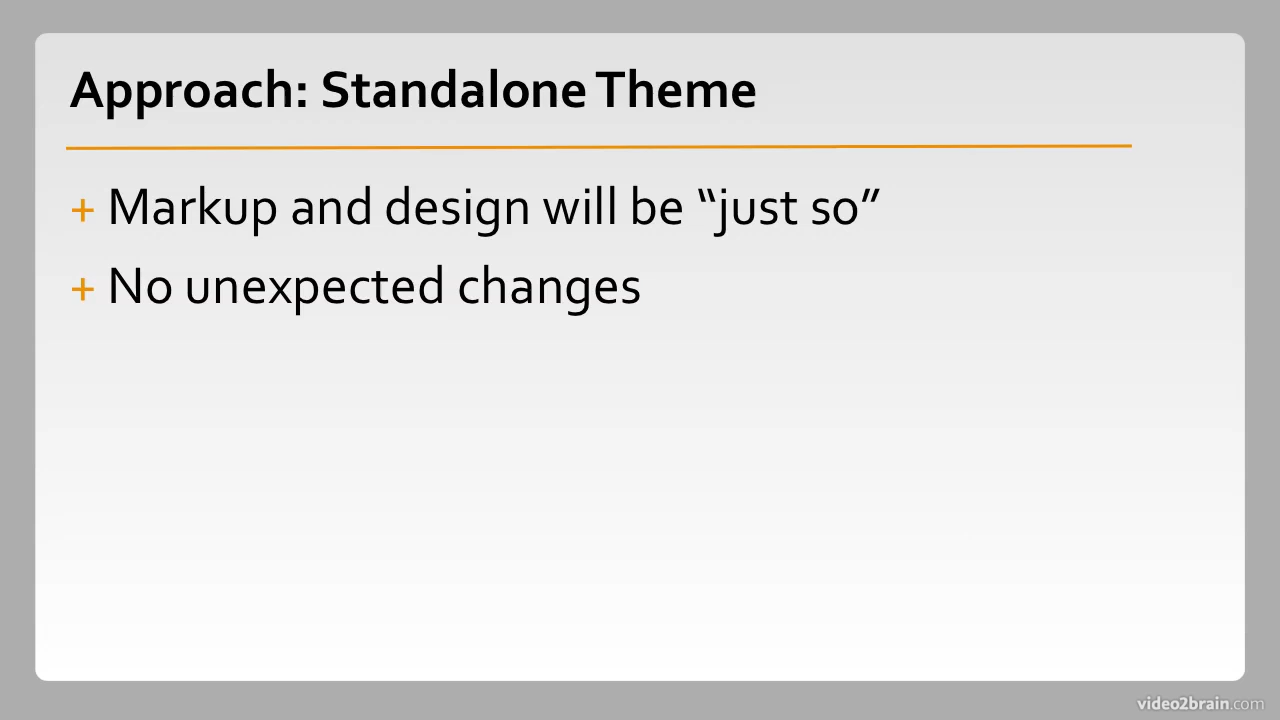 Approach: Standalone Theme
+ Markup and design will be “just so”
+ No unexpected changes
video2brain.com